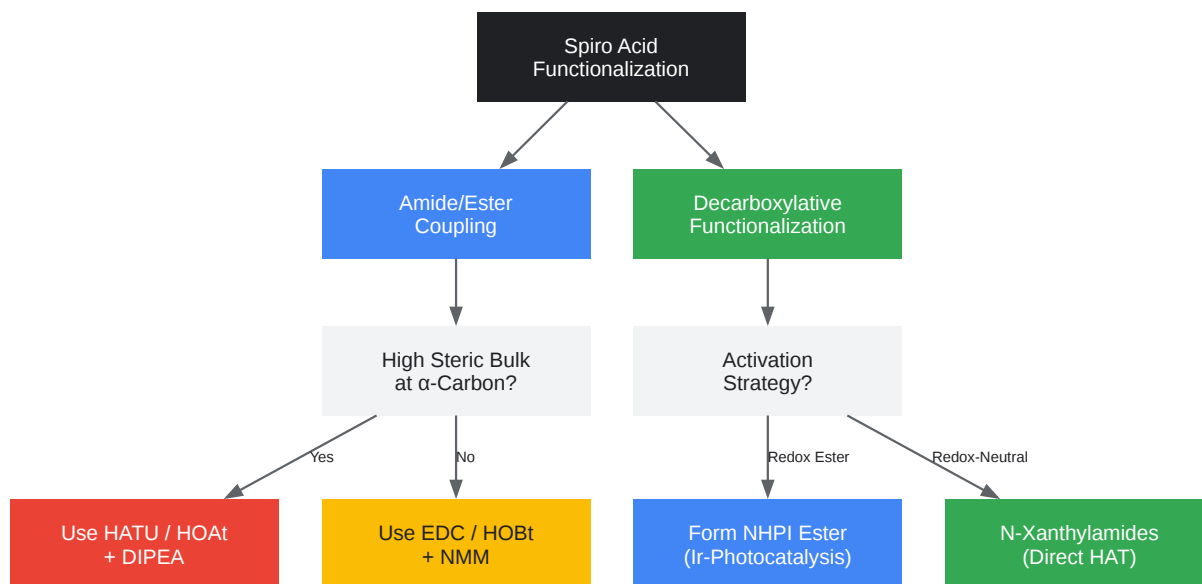 Spiro Acid
Functionalization
Amide/Ester
Coupling
Decarboxylative
Functionalization
High Steric Bulk
at α-Carbon?
Activation
Strategy?
Yes
No
Redox Ester
Redox-Neutral
Use HATU / HOAt
+ DIPEA
Use EDC / HOBt
+ NMM
Form NHPI Ester
(Ir-Photocatalysis)
N-Xanthylamides
(Direct HAT)